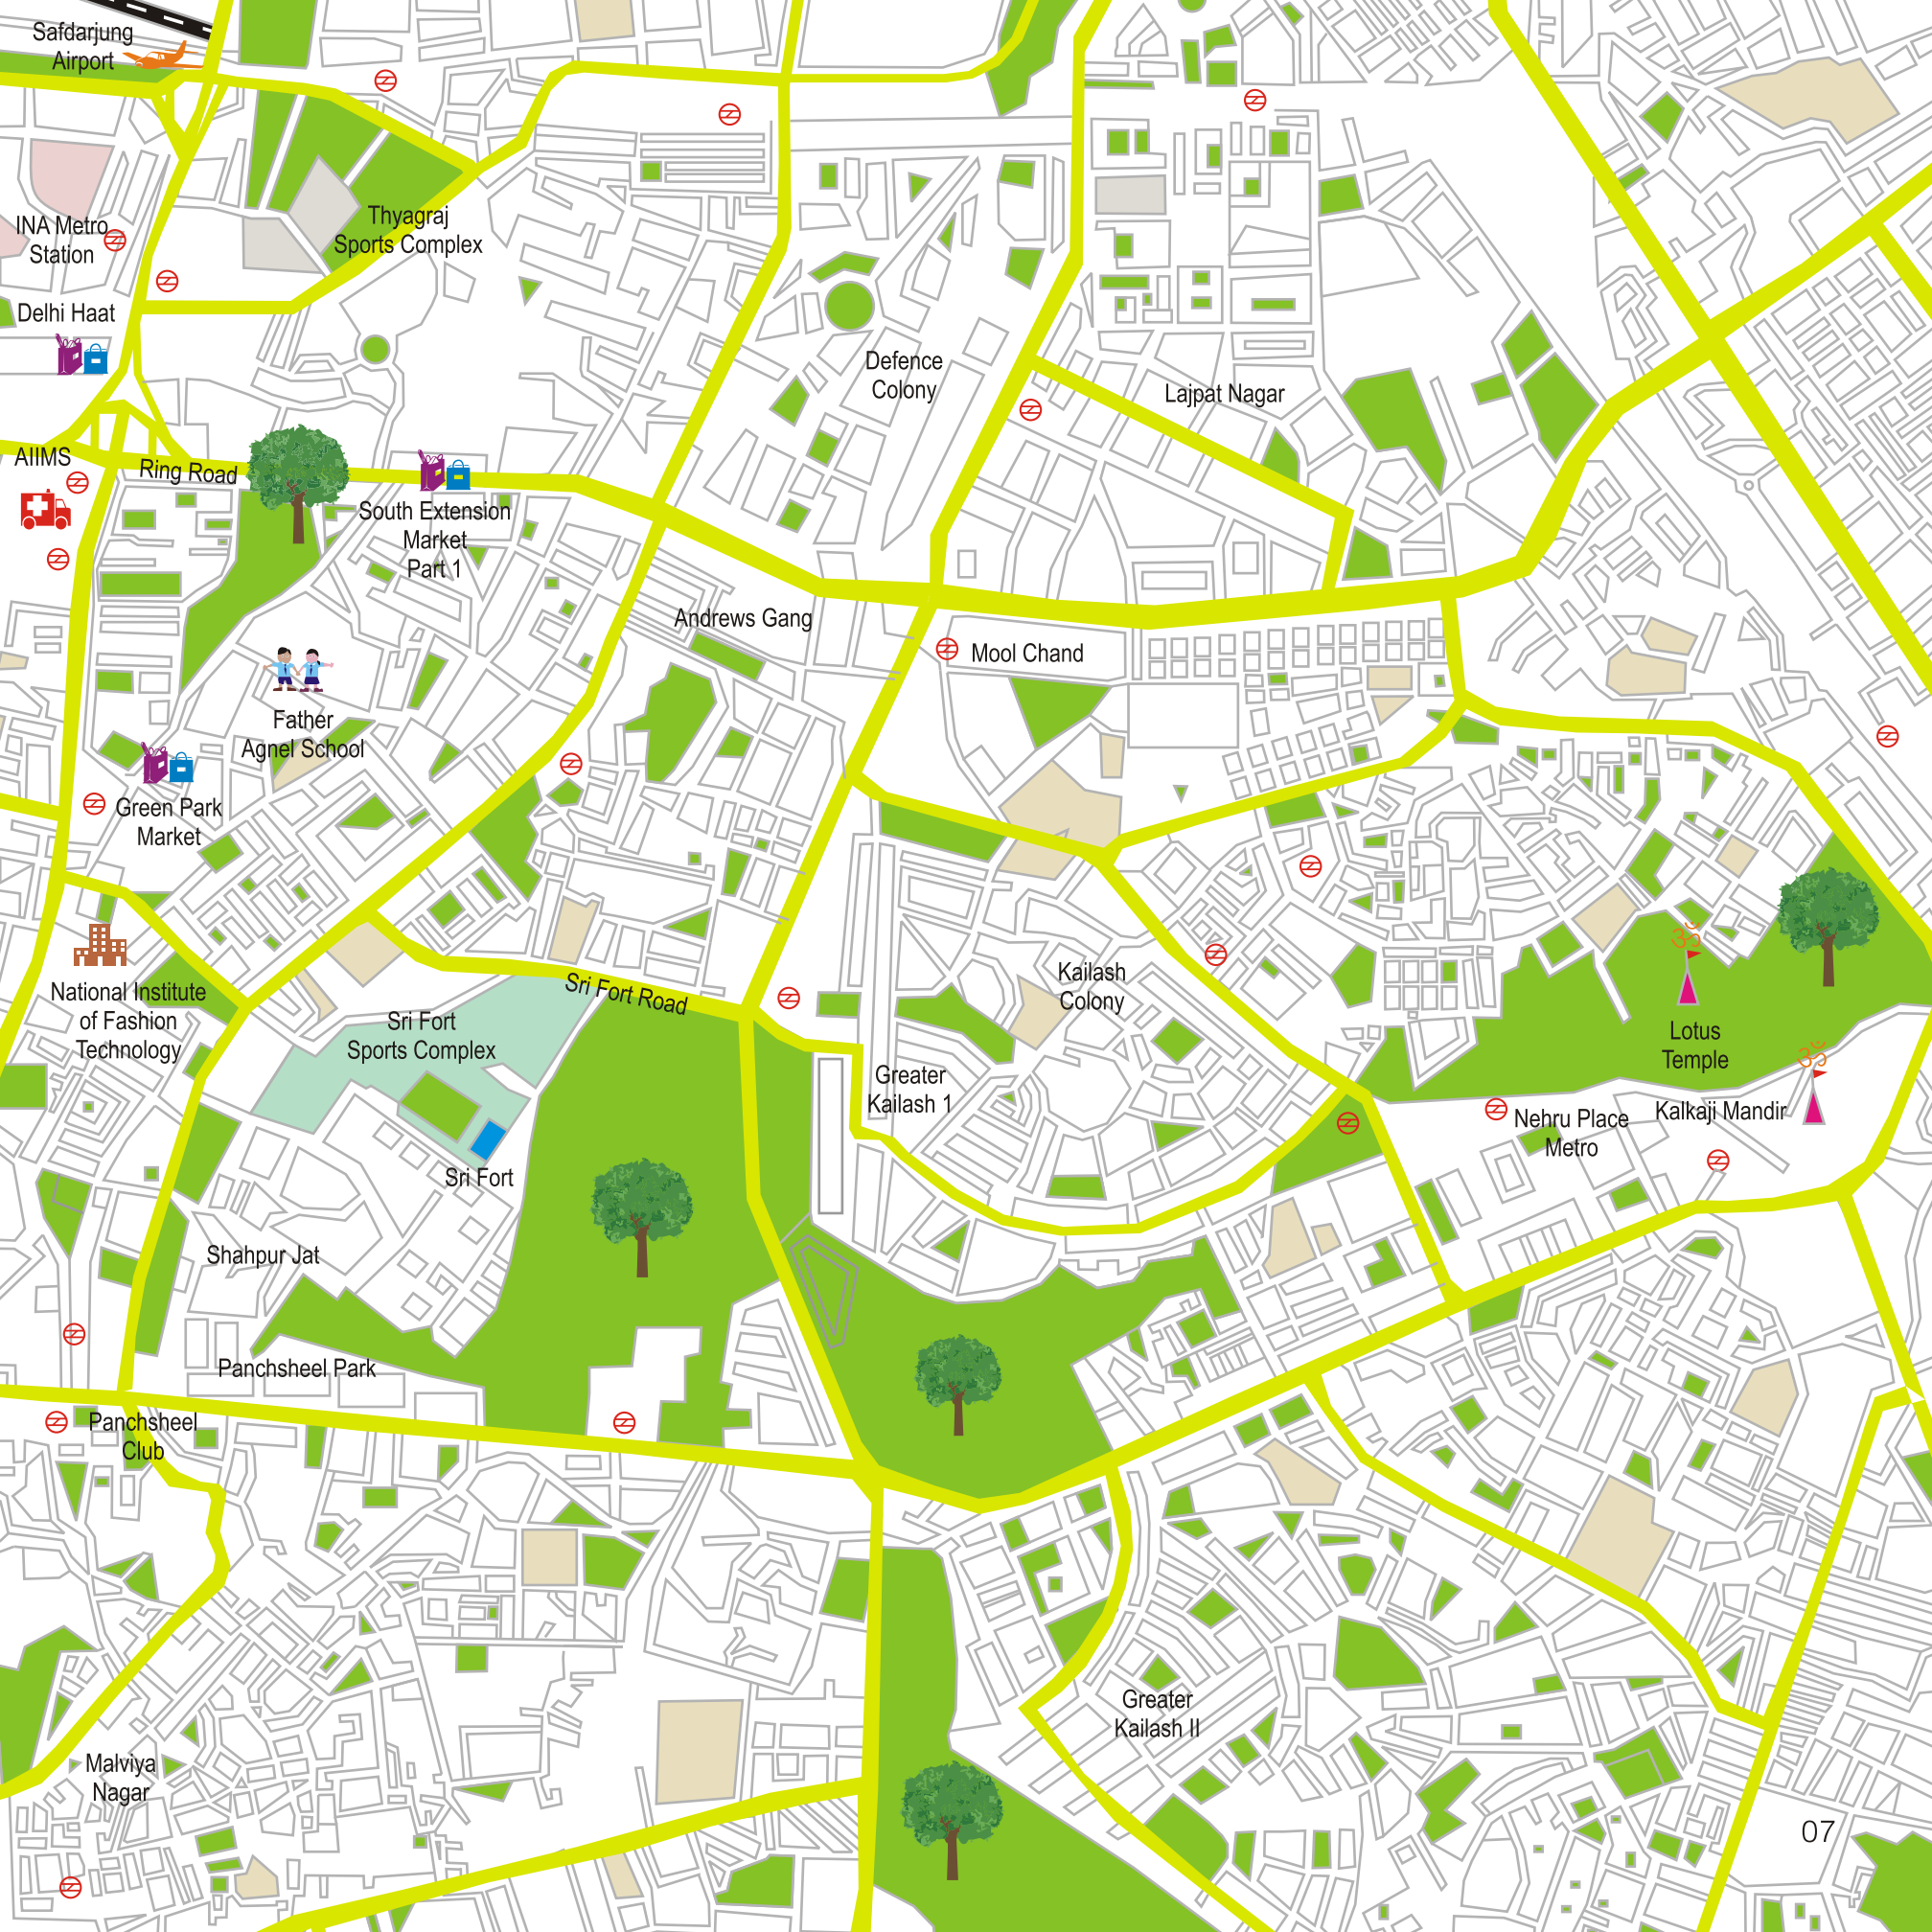 Safdarjung
Airport
Thyagraj
Sports Complex
INA Metro
Station
Delhi Haat
Defence
Colony
Lajpat Nagar
AIIMS
Ring Road
South Extension
Market
Part 1
Andrews Gang
Mool Chand
Father
Agnel School
Green Park
Market
National Institute
of Fashion
Technology
Sri Fort Road
Sri Fort
Sports Complex
Kailash
Colony
ॐ
Lotus
Temple
Greater
Kailash 1
ॐ
Kalkaji Mandir
Nehru Place
Metro
Sri Fort
Shahpur Jat
Panchsheel Park
Panchsheel
Club
Greater
Kailash II
Malviya
Nagar
07